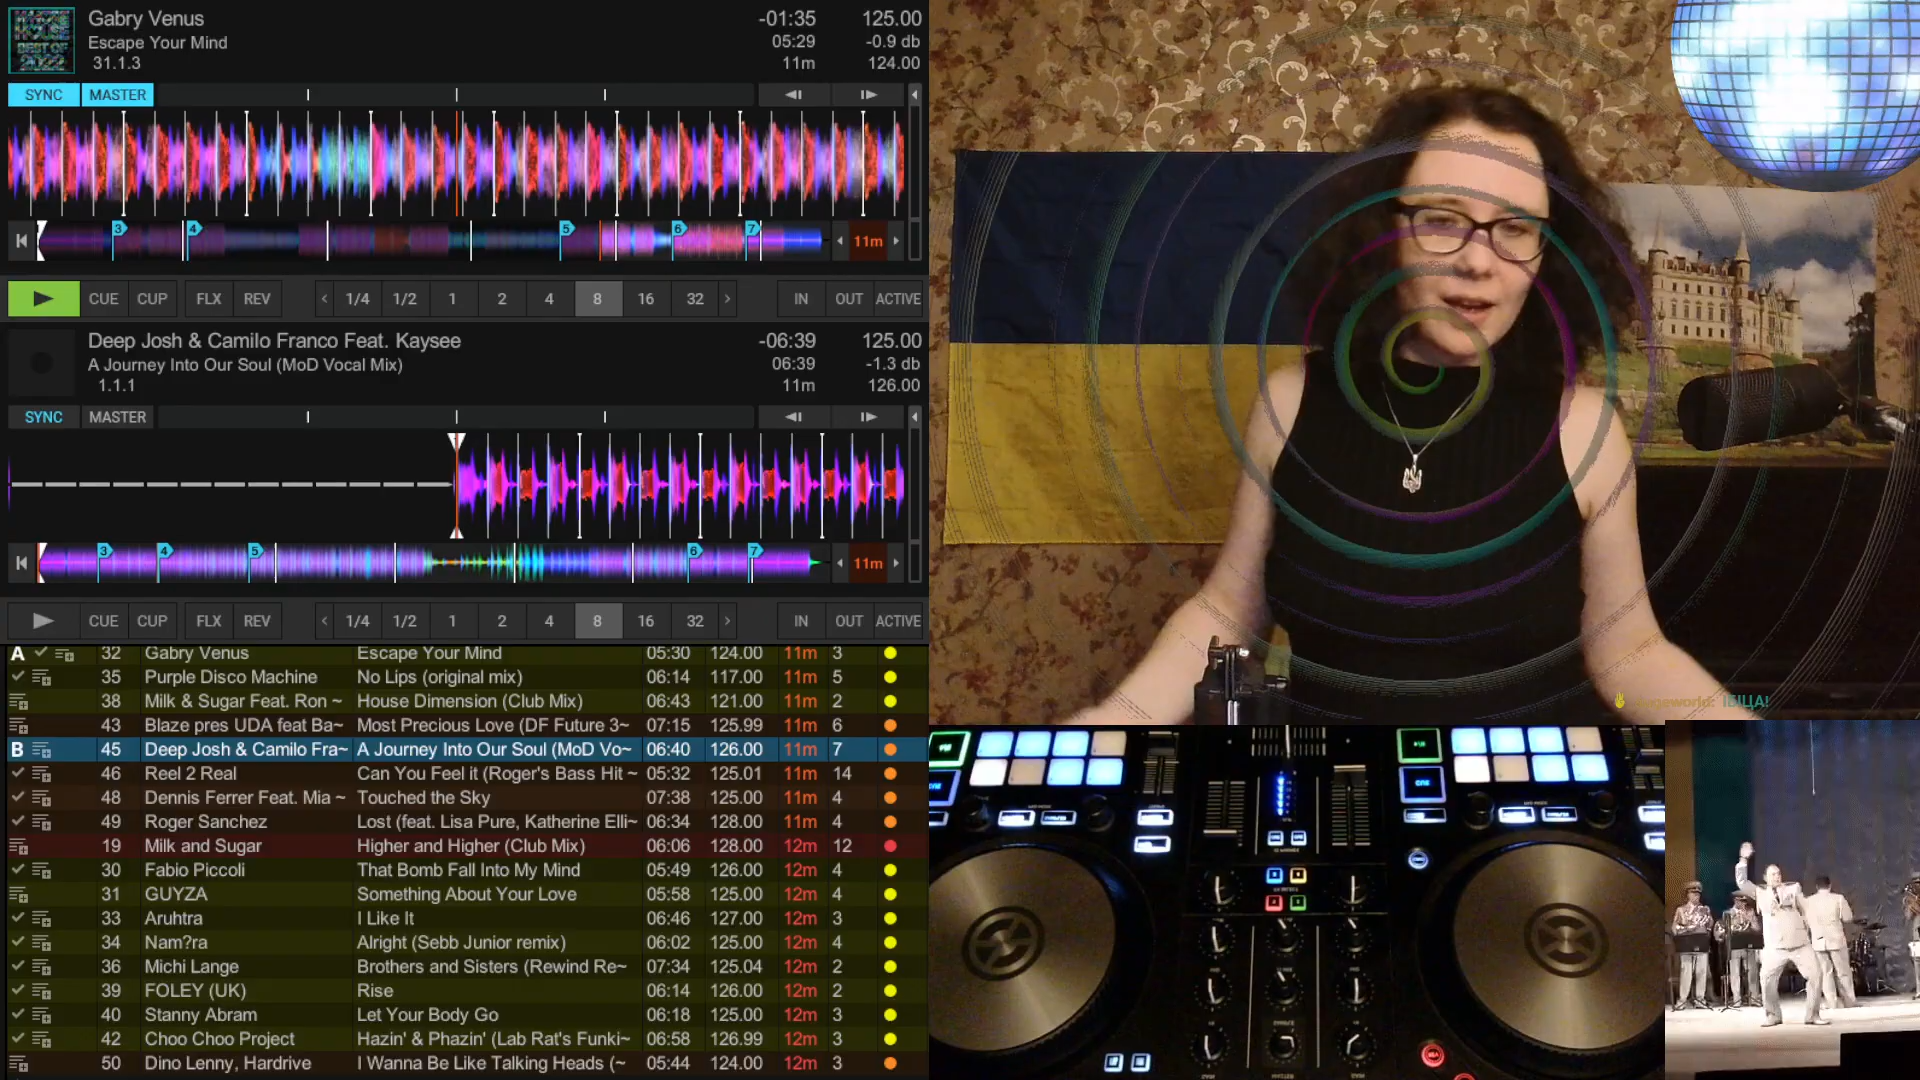 HOUSE
BEST OF
2022
Gabry Venus
Escape Your Mind
31.1.3
-01:35 125.00
05:29 -0.9 db
11m 124.00
SYNC MASTER
3 4 5 6 7
11m
CUE CUP FLX REV 1/4 1/2 1 2 4 8 16 32 IN OUT ACTIVE
Deep Josh & Camilo Franco Feat. Kaysee
A Journey Into Our Soul (MoD Vocal Mix)
1.1.1
-06:39 125.00
06:39 -1.3 db
11m 126.00
SYNC MASTER
3 4 5 6 7
11m
CUE CUP FLX REV 1/4 1/2 1 2 4 8 16 32 IN OUT ACTIVE
A 32 Gabry Venus Escape Your Mind 05:30 124.00 11m 3
35 Purple Disco Machine No Lips (original mix) 06:14 117.00 11m 5
38 Milk & Sugar Feat. Ron ~ House Dimension (Club Mix) 06:43 121.00 11m 2
43 Blaze pres UDA feat Ba~ Most Precious Love (DF Future 3~ 07:15 125.99 11m 6
B 45 Deep Josh & Camilo Fra~ A Journey Into Our Soul (MoD Vo~ 06:40 126.00 11m 7
46 Reel 2 Real Can You Feel it (Roger's Bass Hit ~ 05:32 125.01 11m 14
48 Dennis Ferrer Feat. Mia ~ Touched the Sky 07:38 125.00 11m 4
49 Roger Sanchez Lost (feat. Lisa Pure, Katherine Elli~ 06:34 128.00 11m 4
19 Milk and Sugar Higher and Higher (Club Mix) 06:06 128.00 12m 12
30 Fabio Piccoli That Bomb Fall Into My Mind 05:49 126.00 12m 4
31 GUYZA Something About Your Love 05:58 125.00 12m 4
33 Aruhtra I Like It 06:46 127.00 12m 3
34 Nam?ra Alright (Sebb Junior remix) 06:02 125.00 12m 4
36 Michi Lange Brothers and Sisters (Rewind Re~ 07:34 125.04 12m 2
39 FOLEY (UK) Rise 06:14 126.00 12m 2
40 Stanny Abram Let Your Body Go 06:18 125.00 12m 3
42 Choo Choo Project Hazin' & Phazin' (Lab Rat's Funki~ 06:58 126.99 12m 3
50 Dino Lenny, Hardrive I Wanna Be Like Talking Heads (~ 05:44 124.00 12m 3
ІБІЦА!